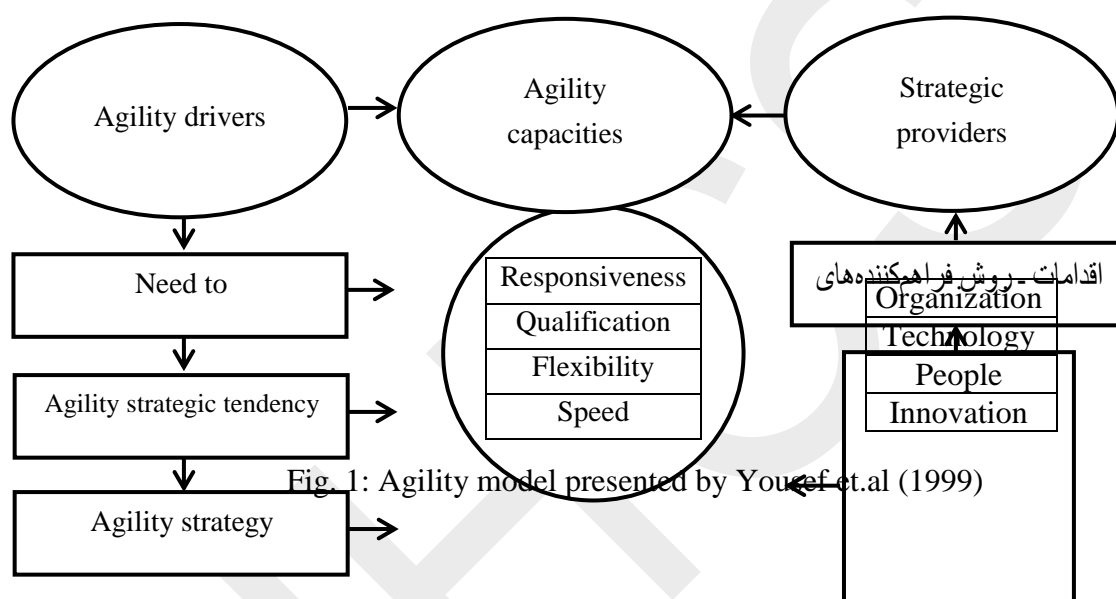 Agility drivers
Agility
capacities
Strategic
providers
Need to
Agility strategic tendency
Agility strategy
Responsiveness
Qualification
Flexibility
Speed
اقدامات - روش فراهم‌کننده‌های
Organization
Technology
People
Innovation
Fig. 1: Agility model presented by Yousef et.al (1999)